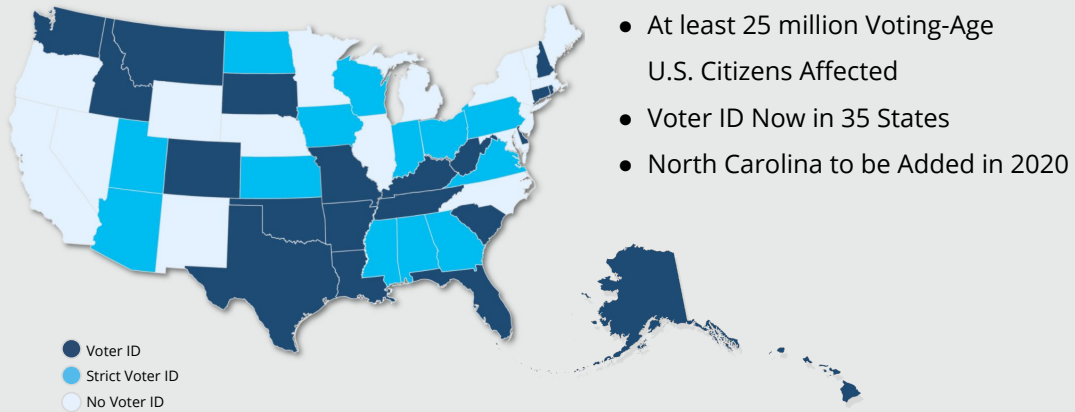 ● At least 25 million Voting-Age
U.S. Citizens Affected
● Voter ID Now in 35 States
● North Carolina to be Added in 2020
Voter ID
Strict Voter ID
No Voter ID